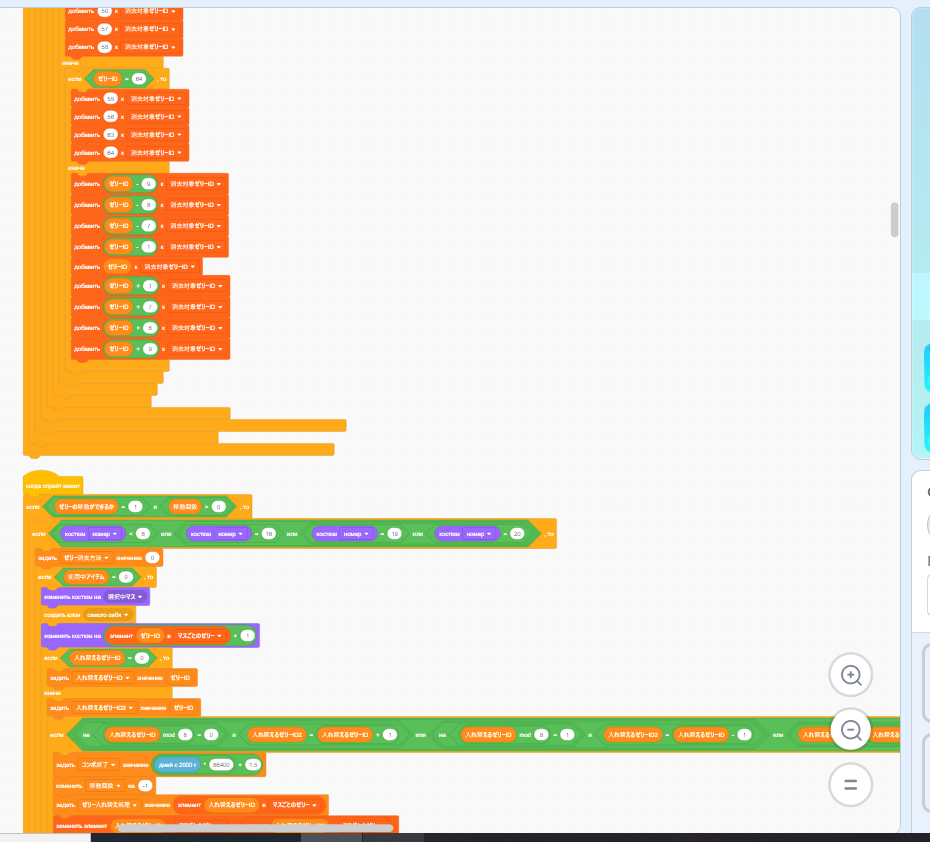 добавить 50 к 消去対象ゼリーID
добавить 57 к 消去対象ゼリーID
добавить 58 к 消去対象ゼリーID
иначе
если ゼリーID = 64 , то
добавить 55 к 消去対象ゼリーID
добавить 56 к 消去対象ゼリーID
добавить 63 к 消去対象ゼリーID
добавить 64 к 消去対象ゼリーID
иначе
добавить ゼリーID - 9 к 消去対象ゼリーID
добавить ゼリーID - 8 к 消去対象ゼリーID
добавить ゼリーID - 7 к 消去対象ゼリーID
добавить ゼリーID - 1 к 消去対象ゼリーID
добавить ゼリーID к 消去対象ゼリーID
добавить ゼリーID + 1 к 消去対象ゼリーID
добавить ゼリーID + 7 к 消去対象ゼリーID
добавить ゼリーID + 8 к 消去対象ゼリーID
добавить ゼリーID + 9 к 消去対象ゼリーID
когда спрайт нажат
если ゼリーの移動ができるか = 1 и 移動回数 > 0 , то
если костюм номер < 8 или костюм номер = 16 или костюм номер = 19 или костюм номер = 20 , то
задать ゼリー消去方法 значение 0
если 使用中アイテム = 0 , то
изменить костюм на 選択中マス
создать клон самого себя
изменить костюм на элемент ゼリーID в マスごとのゼリー + 1
если 入れ替えるゼリーID = 0 , то
задать 入れ替えるゼリーID значение ゼリーID
иначе
задать 入れ替えるゼリーID2 значение ゼリーID
если не 入れ替えるゼリーID mod 8 = 0 и 入れ替えるゼリーID2 = 入れ替えるゼリーID + 1 или не 入れ替えるゼリーID mod 8 = 1 и 入れ替えるゼリーID2 = 入れ替えるゼリーID - 1 или
задать コンボ終了 значение дней с 2000 г * 86400 + 1.5
изменить 移動回数 на -1
задать ゼリー入れ替え処理 значение элемент 入れ替えるゼリーID в マスごとのゼリー
заменить элемент